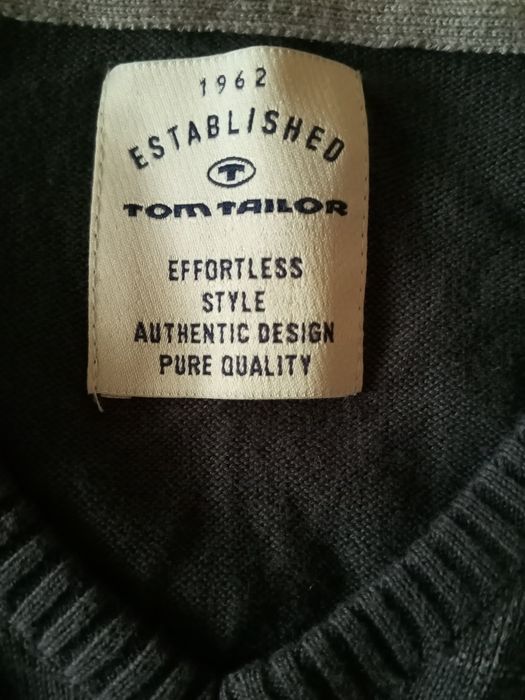 1962
ESTABLISHED
T
TOM TAILOR
EFFORTLESS
STYLE
AUTHENTIC DESIGN
PURE QUALITY